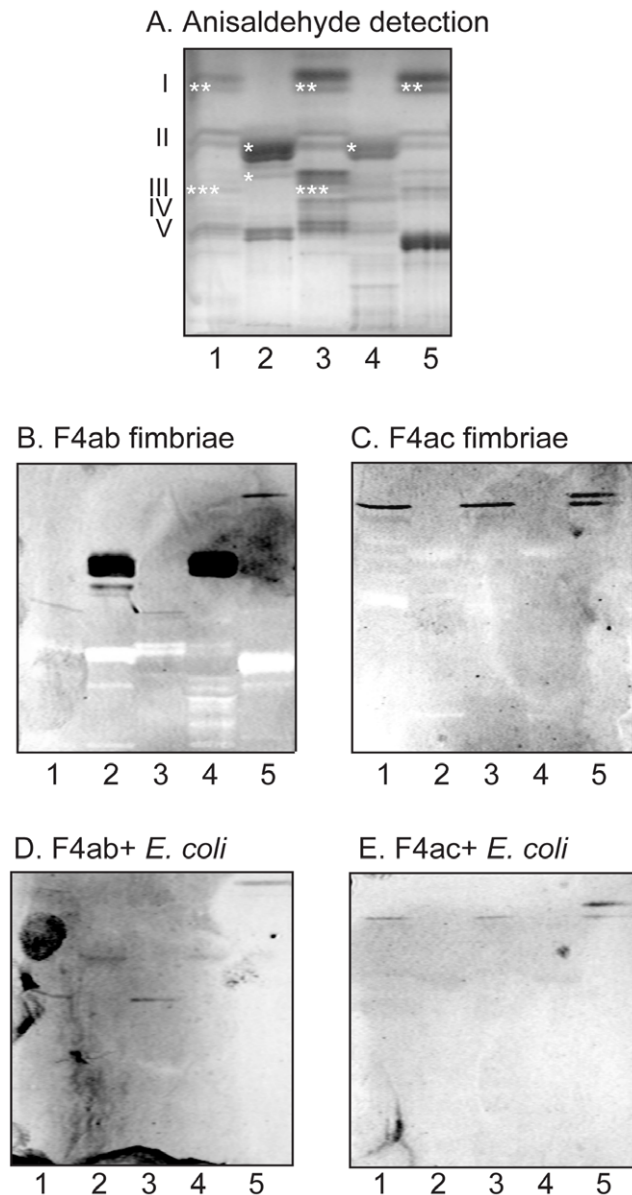 A. Anisaldehyde detection
I
**
**
**
II
*
*
*
III
***
***
IV
V
1 2 3 4 5
B. F4ab fimbriae
1 2 3 4 5
C. F4ac fimbriae
1 2 3 4 5
D. F4ab+ E. coli
1 2 3 4 5
E. F4ac+ E. coli
1 2 3 4 5